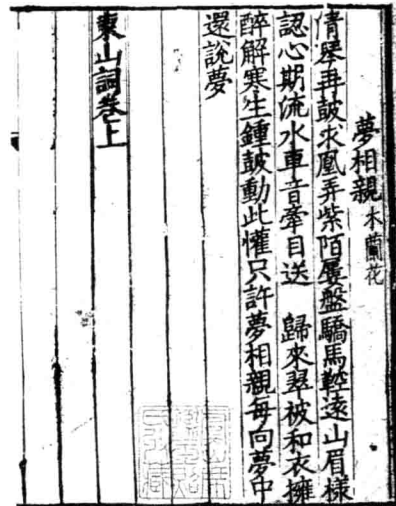 夢相親 木蘭花
清琴再鼓求凰弄紫陌屢盤驕馬鞚遠山眉樣
認心期流水車音牽目送　歸來翠被和衣擁
醉解寒生鍾鼓動此懽只許夢相親每向夢中
還說夢
東山詞卷上